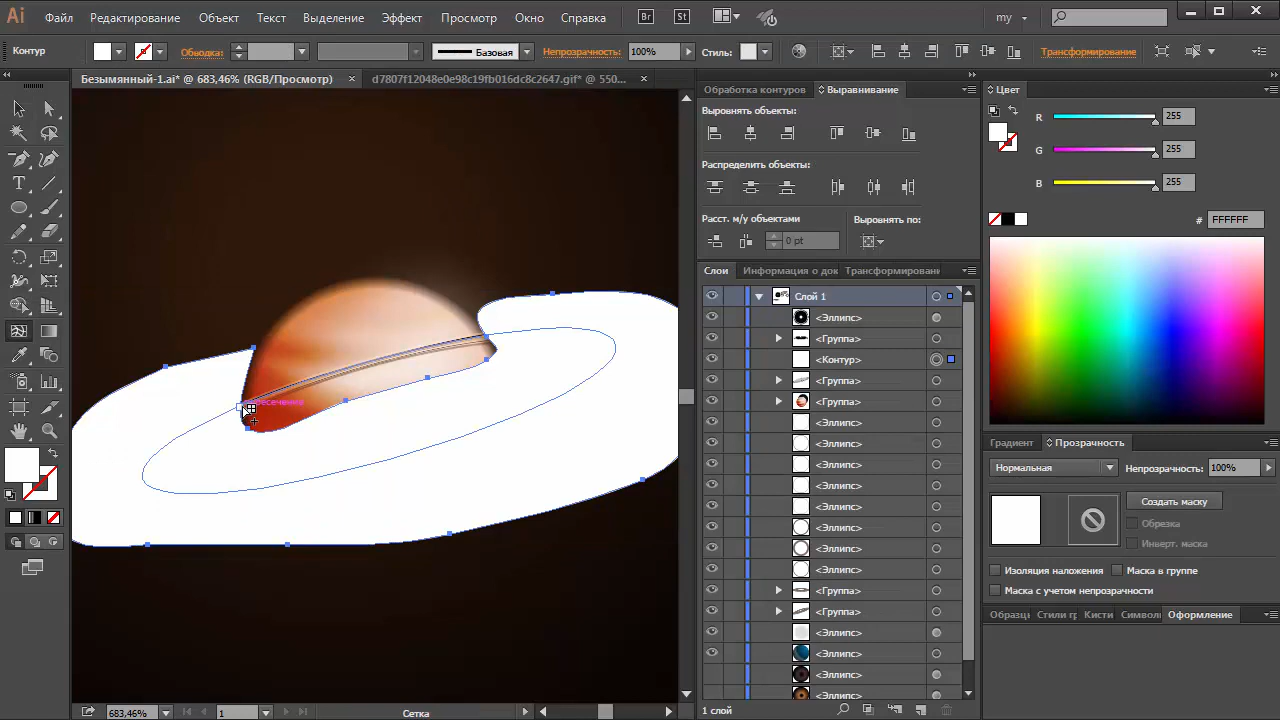 Ai Файл Редактирование Объект Текст Выделение Эффект Просмотр Окно Справка Br St my
Контур Обводка: Базовая Непрозрачность: 100% Стиль: Трансформирование
Безымянный-1.ai* @ 683,46% (RGB/Просмотр) × d7807f12048e0e98c19fb016dc8c2647.gif* @ 550... ×
Обработка контуров Выравнивание
Выровнять объекты:
Распределить объекты:
Расст. м/у объектами Выровнять по:
0 pt
Цвет
R 255
G 255
B 255
# FFFFFF
Слои Информация о док Трансформировани
Слой 1
<Эллипс>
<Группа>
<Контур>
<Группа>
<Группа>
<Эллипс>
<Эллипс>
<Эллипс>
<Эллипс>
<Эллипс>
<Эллипс>
<Эллипс>
<Эллипс>
<Группа>
<Группа>
<Эллипс>
<Эллипс>
<Эллипс>
<Эллипс>
1 слой
Градиент Прозрачность
Нормальная Непрозрачность: 100%
Создать маску
Обрезка
Инверт. маска
Изоляция наложения Маска в группе
Маска с учетом непрозрачности
Образц Стили гр Кисти Символ Оформление
683,46% 1 Сетка